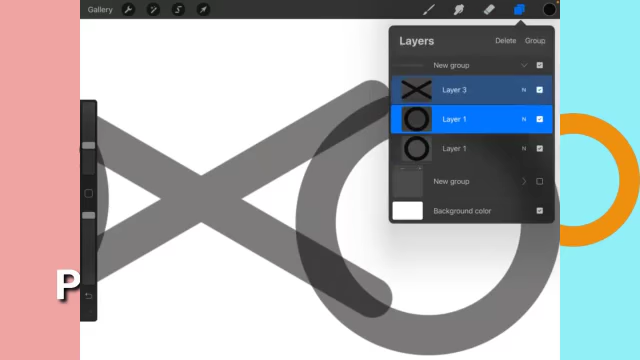 Gallery
Layers Delete Group
New group
Layer 3 N
Layer 1 N
Layer 1 N
New group
Background color
P